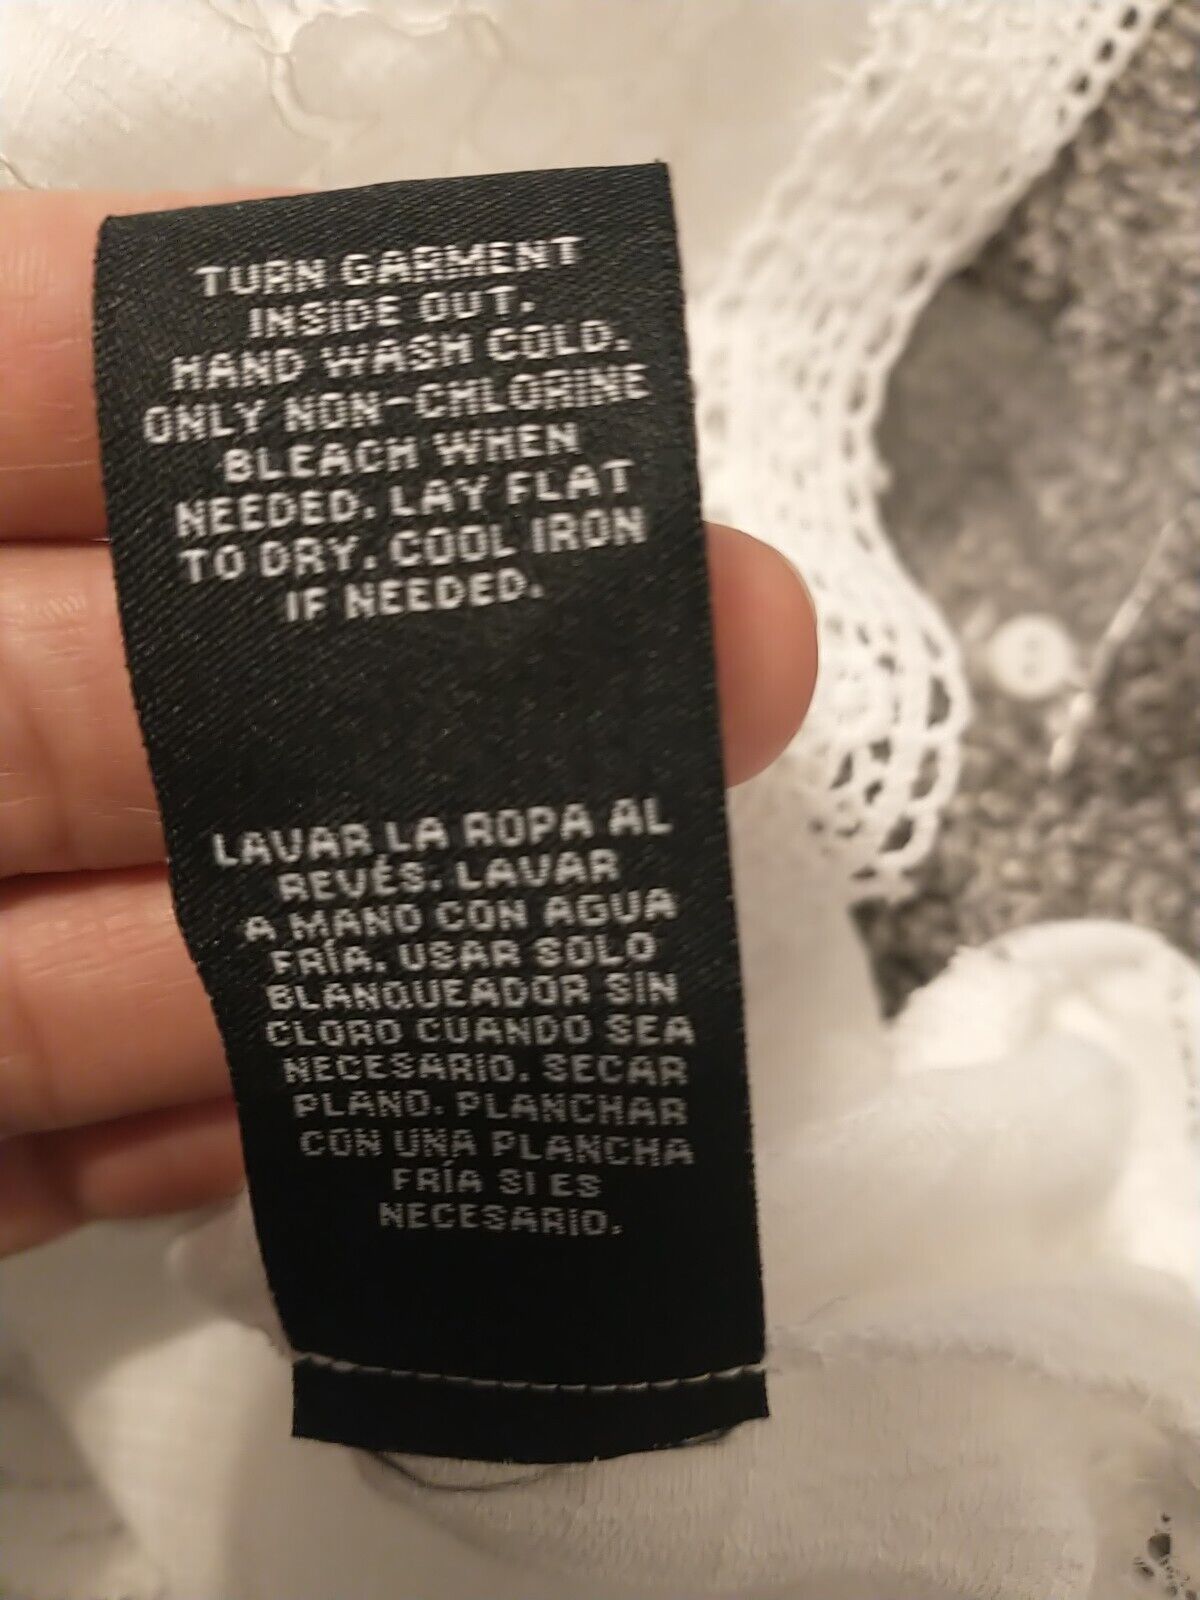 TURN GARMENT
INSIDE OUT.
HAND WASH COLD.
ONLY NON-CHLORINE
BLEACH WHEN
NEEDED. LAY FLAT
TO DRY. COOL IRON
IF NEEDED.
LAVAR LA ROPA AL
REVÉS. LAVAR
A MANO CON AGUA
FRÍA. USAR SOLO
BLANQUEADOR SIN
CLORO CUANDO SEA
NECESARIO. SECAR
PLANO. PLANCHAR
CON UNA PLANCHA
FRÍA SI ES
NECESARIO.